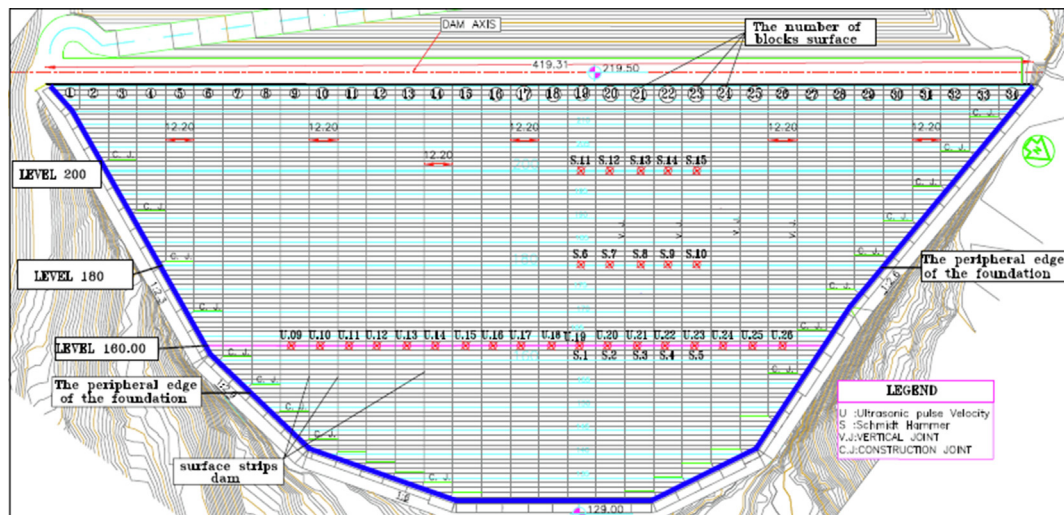 DAM AXIS
The number of
blocks surface
419.31
219.50
1 2 3 4 5 6 7 8 9 10 11 12 13 14 15 16 17 18 19 20 21 22 23 24 25 26 27 28 29 30 31 32 33 34
C. J.
12.20 12.20 12.20 12.20 12.20
12.20
C. J.
C. J.
200
S.11 S.12 S.13 S.14 S.15
LEVEL 200
C. J.
C. J.
C. J.
C. J.
V. J. V. J. V. J. V. J.
C. J.
S.6 S.7 S.8 S.9 S.10
180
The peripheral edge
of the foundation
LEVEL 180
C. J.
C. J.
C. J.
C. J.
U.09 U.10 U.11 U.12 U.13 U.14 U.15 U.16 U.17 U.18 U.19 U.20 U.21 U.22 U.23 U.24 U.25 U.26
LEVEL 160.00
160
S.1 S.2 S.3 S.4 S.5
C. J.
C. J.
The peripheral edge
of the foundation
C. J.
C. J.
C. J.
LEGEND
U :Ultrasonic pulse Velocity
S :Schmidt Hammer
V.J:VERTICAL JOINT
C.J:CONSTRUCTION JOINT
surface strips
dam
C. J.
129.00